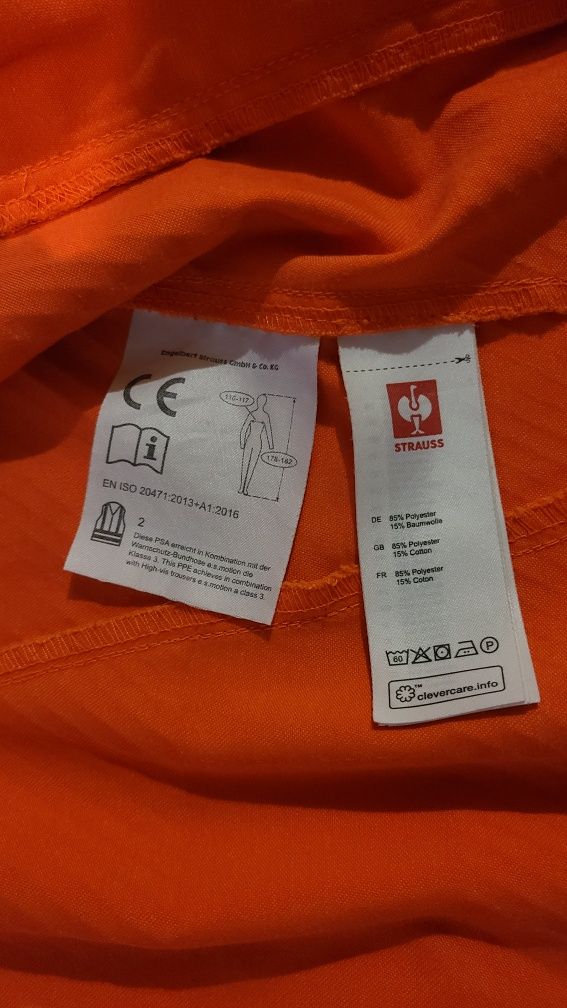 Engelbert Strauss GmbH & Co. KG
CE
110-117
i
178-182
EN ISO 20471:2013+A1:2016
2
Diese PSA erreicht in Kombination mit der
Warnschutz-Bundhose e.s.motion die
Klasse 3. This PPE achieves in combination
with High-vis trousers e.s.motion a class 3.
STRAUSS
DE 85% Polyester
15% Baumwolle
GB 85% Polyester
15% Cotton
FR 85% Polyester
15% Coton
60 P
™
clevercare.info